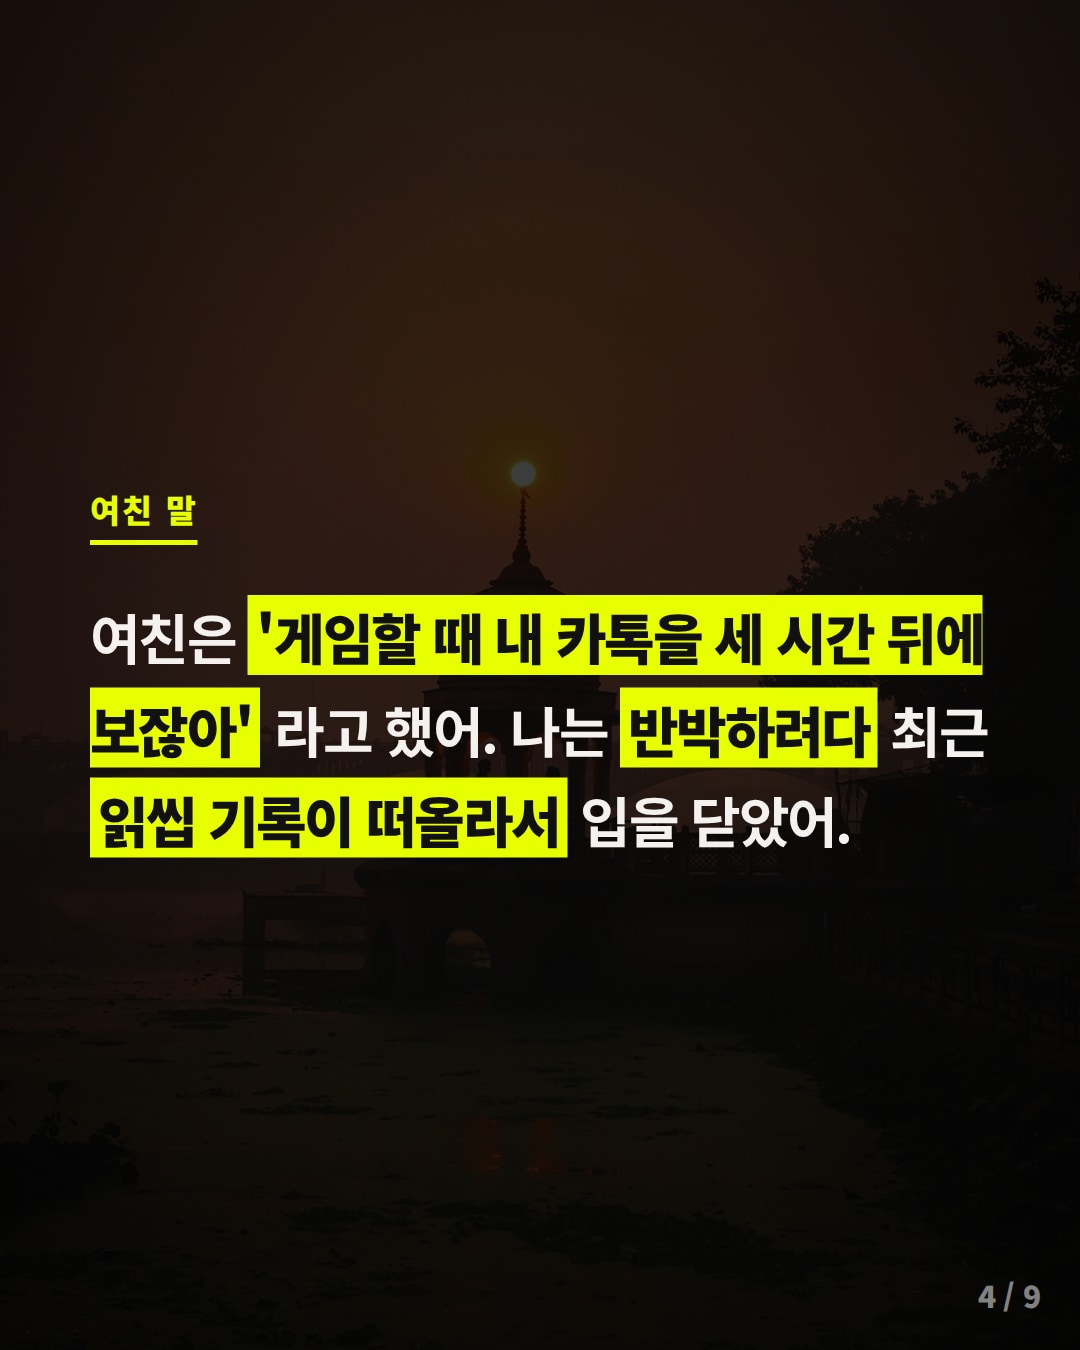 여친 말
여친은 '게임할 때 내 카톡을 세 시간 뒤에
보잖아' 라고 했어. 나는 반박하려다 최근
읽씹 기록이 떠올라서 입을 닫았어.
4 / 9